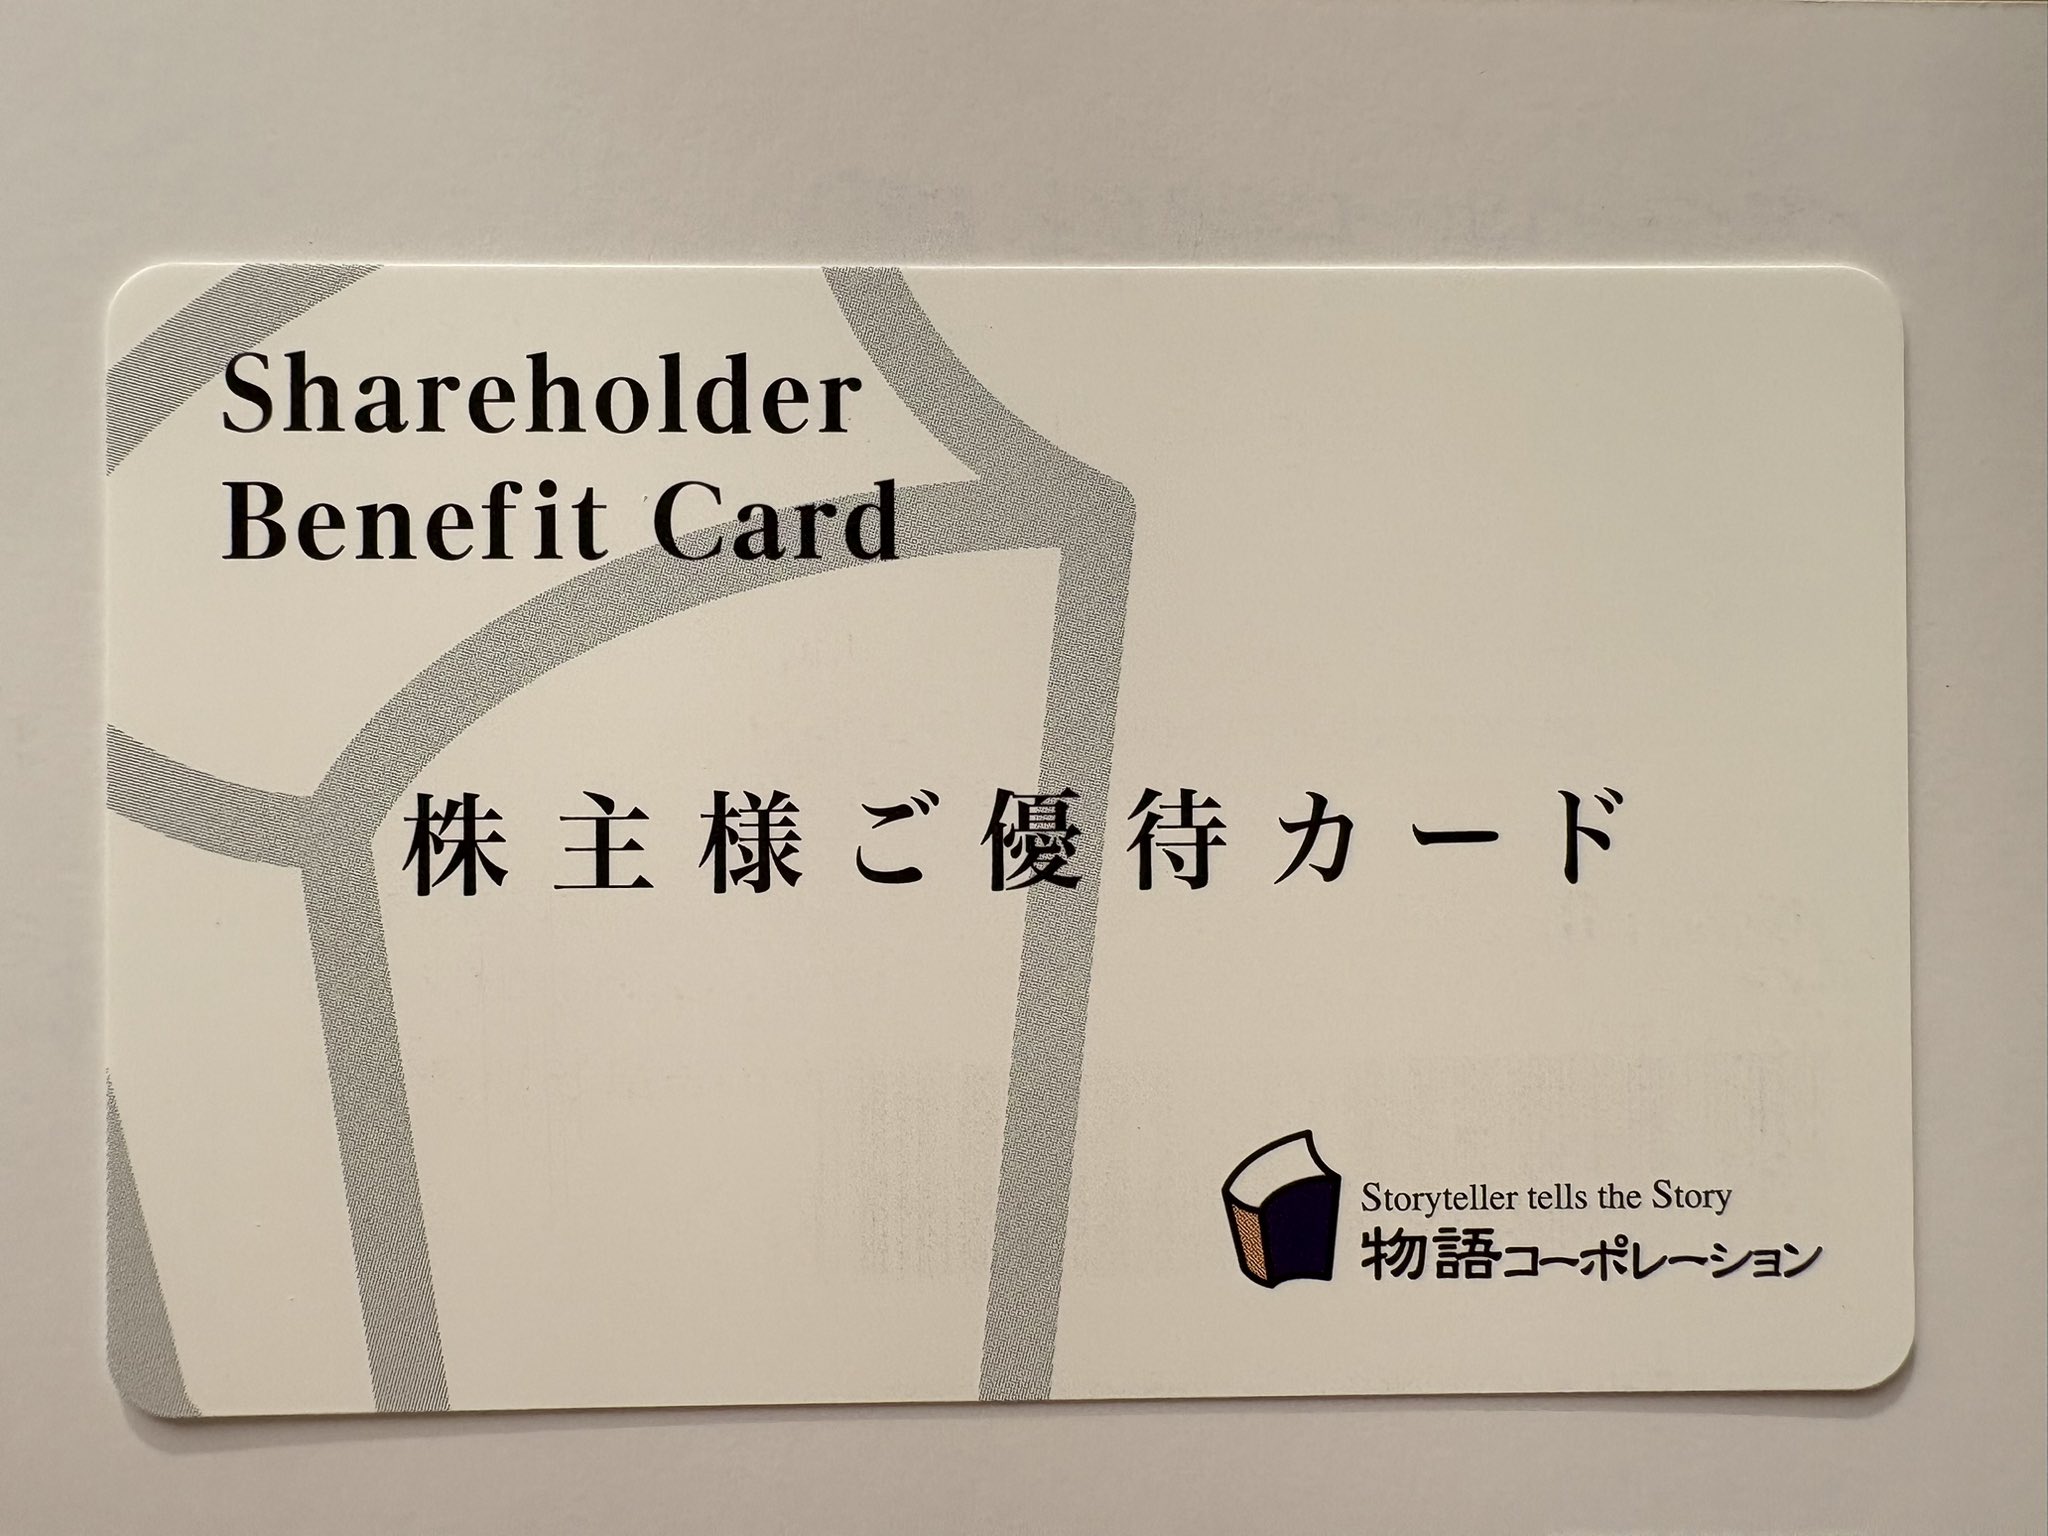 Shareholder
Benefit Card
株主様ご優待カード
Storyteller tells the Story
物語コーポレーション